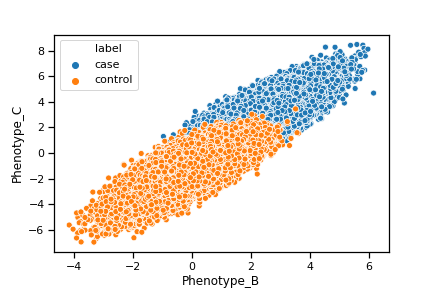 label
case
control
8
6
4
2
0
−2
−4
−6
Phenotype_C
−4 −2 0 2 4 6
Phenotype_B